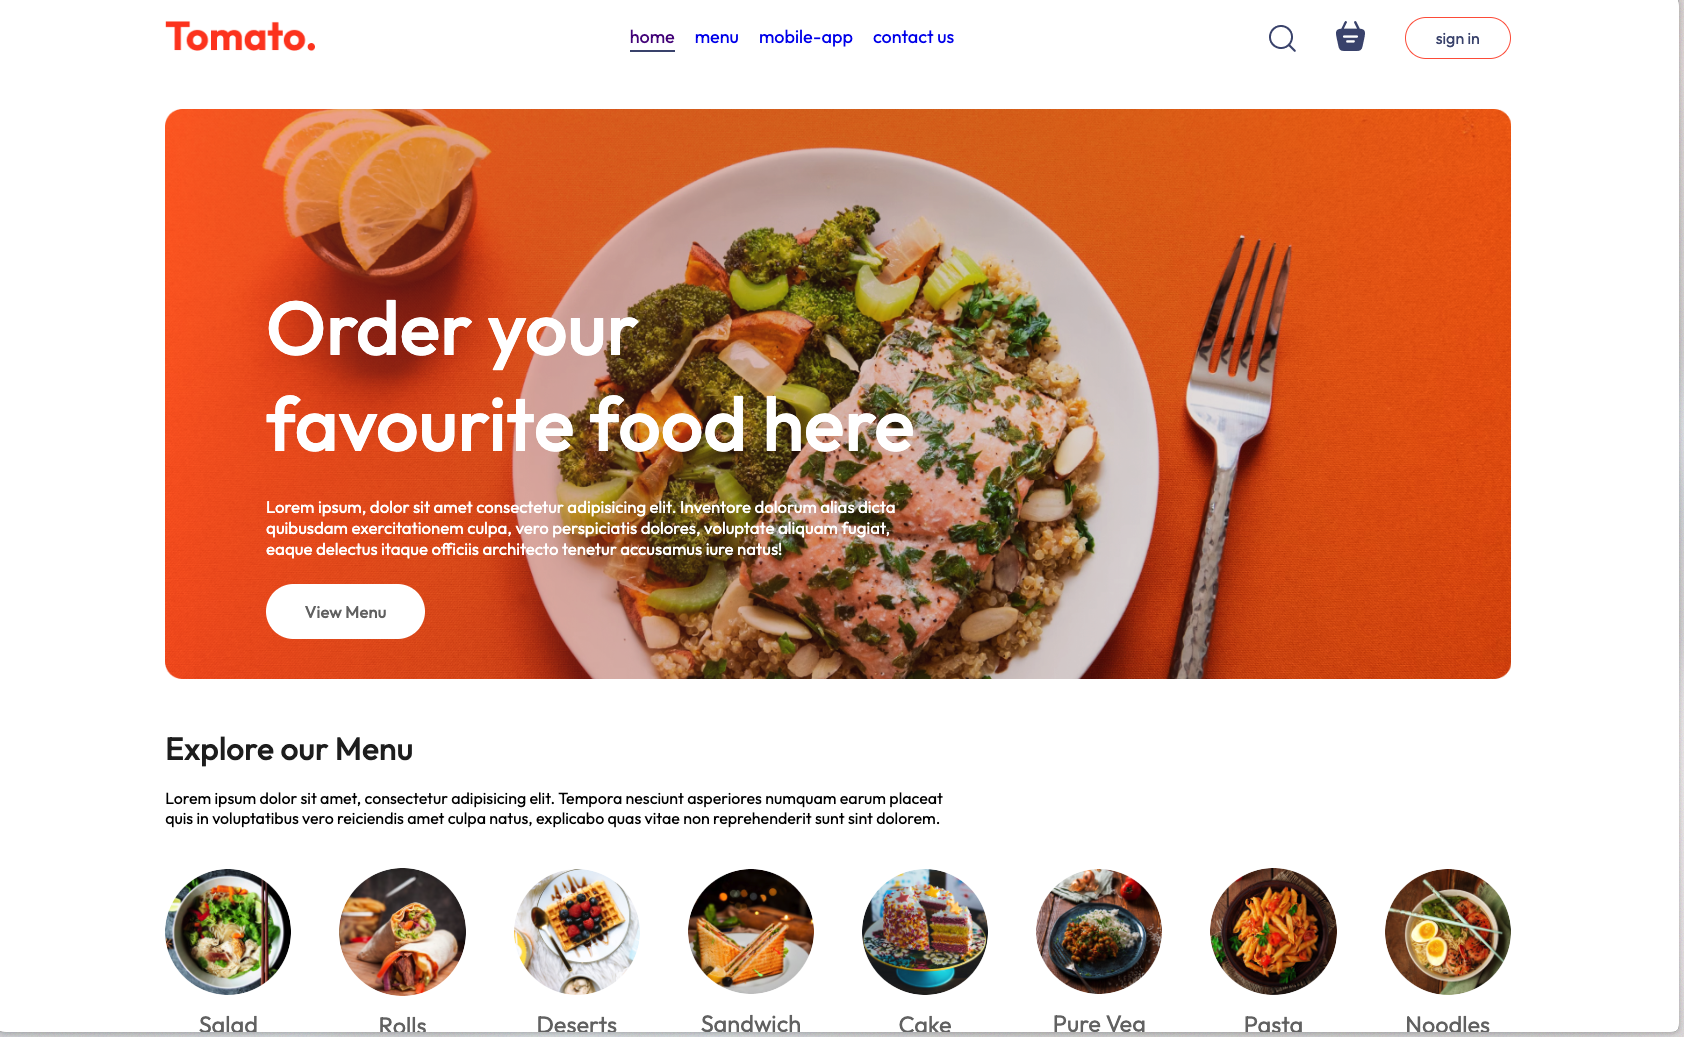 Tomato.
home menu mobile-app contact us
sign in
Order your
favourite food here
Lorem ipsum, dolor sit amet consectetur adipisicing elit. Inventore dolorum alias dicta
quibusdam exercitationem culpa, vero perspiciatis dolores, voluptate aliquam fugiat,
eaque delectus itaque officiis architecto tenetur accusamus iure natus!
View Menu
Explore our Menu
Lorem ipsum dolor sit amet, consectetur adipisicing elit. Tempora nesciunt asperiores numquam earum placeat
quis in voluptatibus vero reiciendis amet culpa natus, explicabo quas vitae non reprehenderit sunt sint dolorem.
Salad Rolls Deserts Sandwich Cake Pure Veg Pasta Noodles